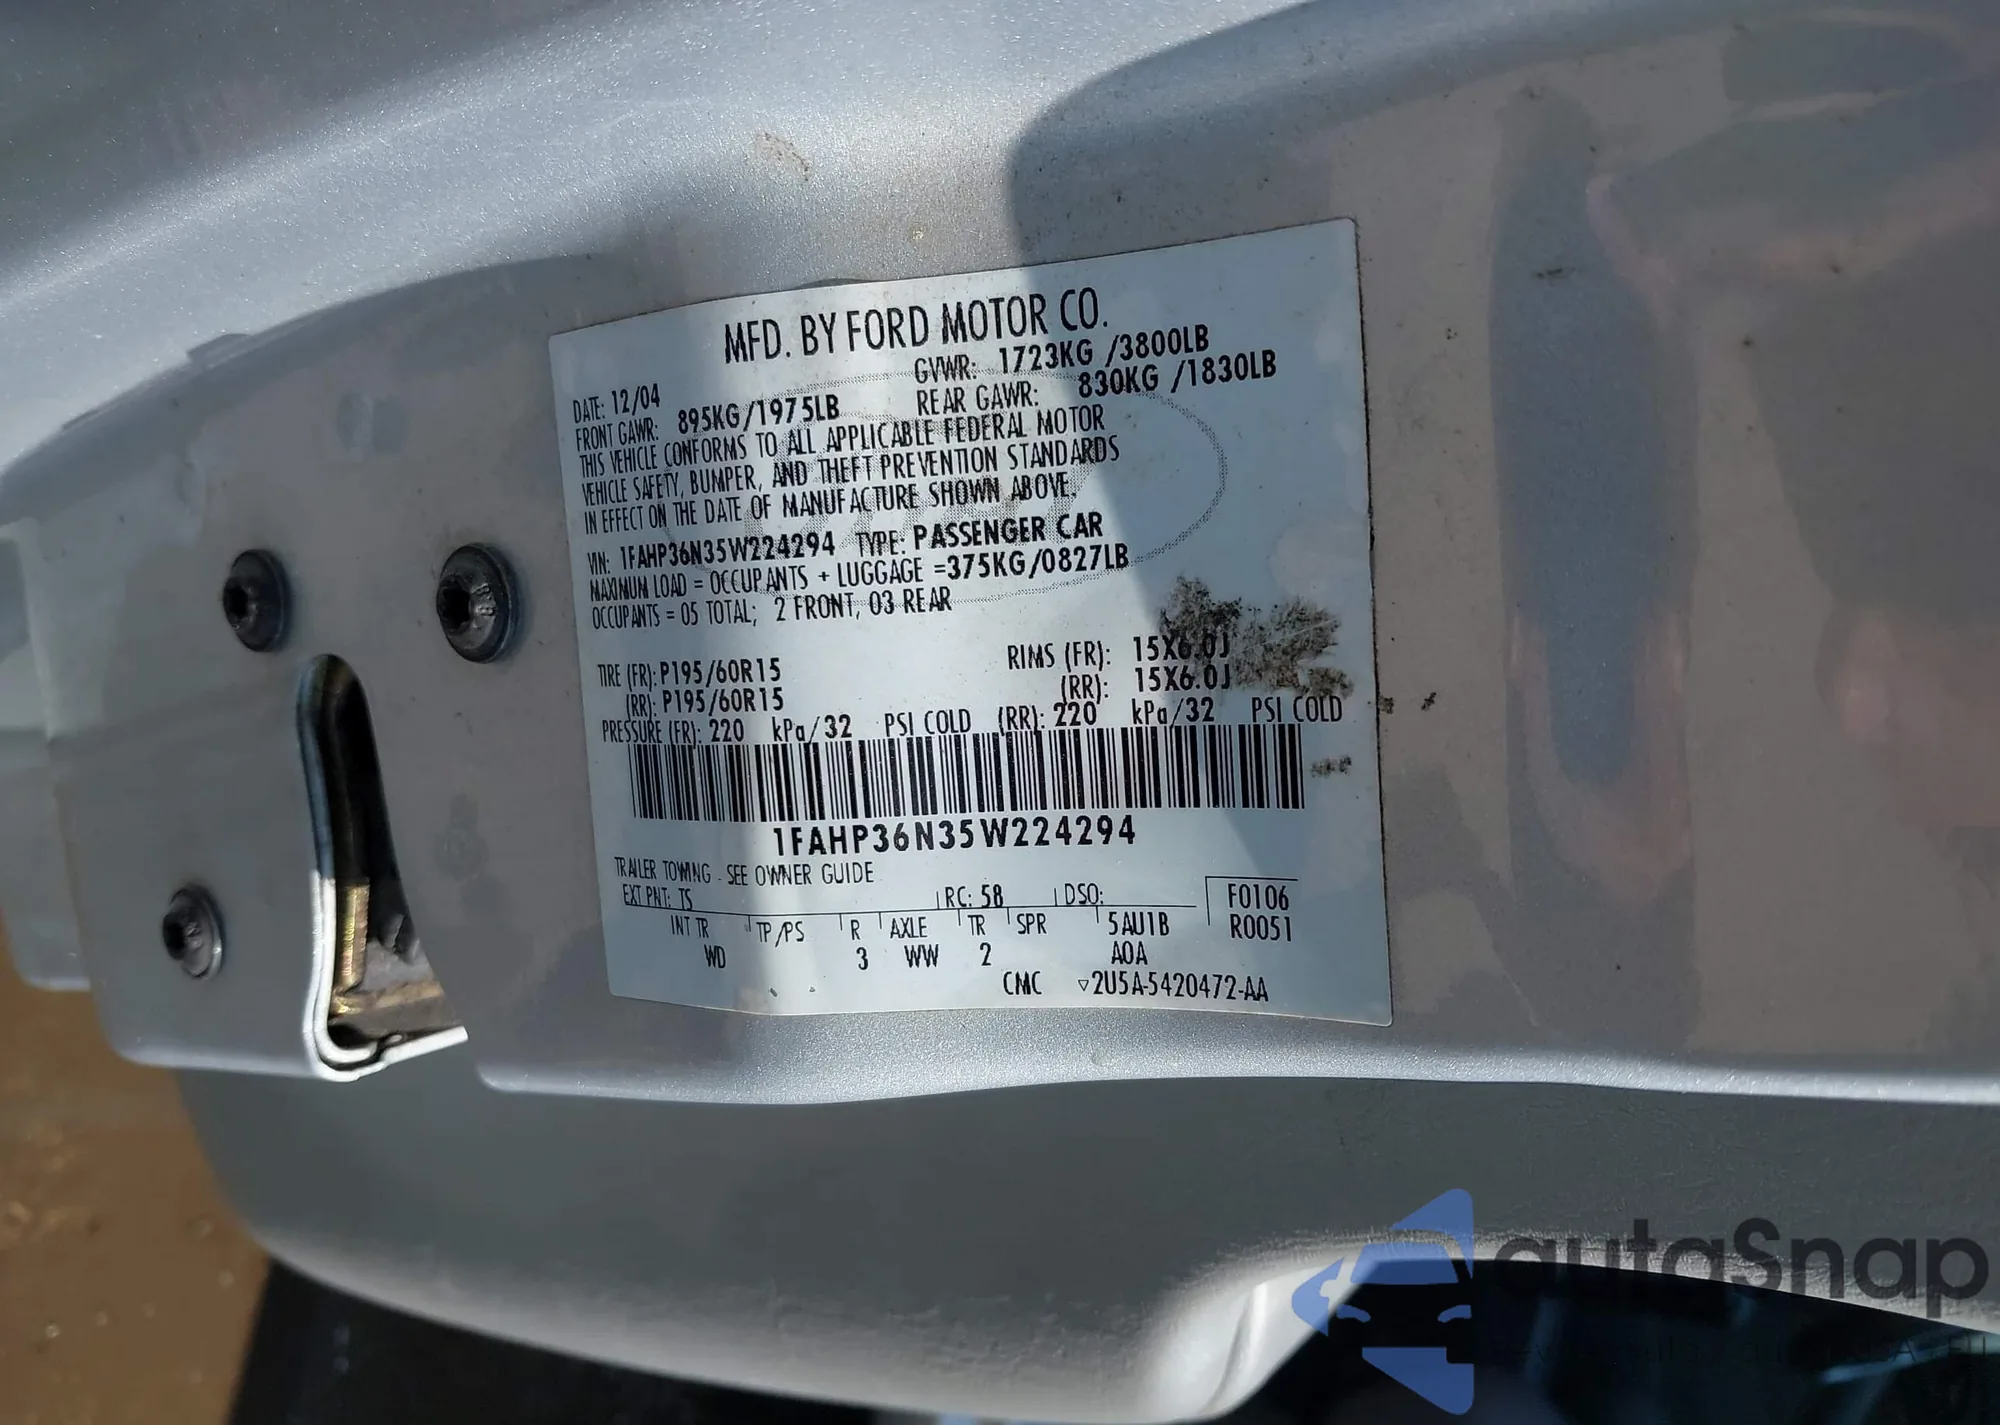 MFD. BY FORD MOTOR CO.
DATE: 12/04 GVWR: 1723KG /3800LB
FRONT GAWR: 895KG/1975LB REAR GAWR: 830KG /1830LB
THIS VEHICLE CONFORMS TO ALL APPLICABLE FEDERAL MOTOR
VEHICLE SAFETY, BUMPER, AND THEFT PREVENTION STANDARDS
IN EFFECT ON THE DATE OF MANUFACTURE SHOWN ABOVE.
VIN: 1FAHP36N35W224294 TYPE: PASSENGER CAR
MAXIMUM LOAD = OCCUPANTS + LUGGAGE =375KG/0827LB
OCCUPANTS = 05 TOTAL; 2 FRONT, 03 REAR
TIRE (FR): P195/60R15 RIMS (FR): 15X6.0J
(RR): P195/60R15 (RR): 15X6.0J
PRESSURE (FR): 220 kPa/32 PSI COLD (RR): 220 kPa/32 PSI COLD
1FAHP36N35W224294
TRAILER TOWING - SEE OWNER GUIDE
EXT PNT: TS RC: 58 DSO: F0106
INT TR TP/PS R AXLE TR SPR 5AU1B R0051
WD 3 WW 2 A0A
CMC ▽2U5A-5420472-AA
autoSnap